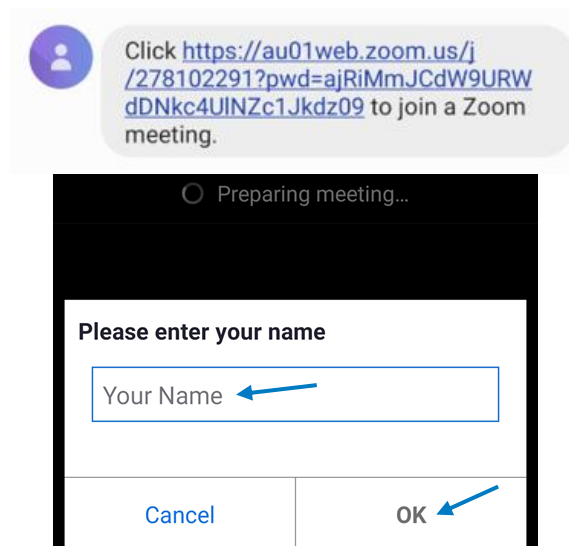 Click https://au01web.zoom.us/j
/278102291?pwd=ajRiMmJCdW9URW
dDNkc4UlNZc1Jkdz09 to join a Zoom
meeting.
Preparing meeting...
Please enter your name
Your Name
Cancel
OK